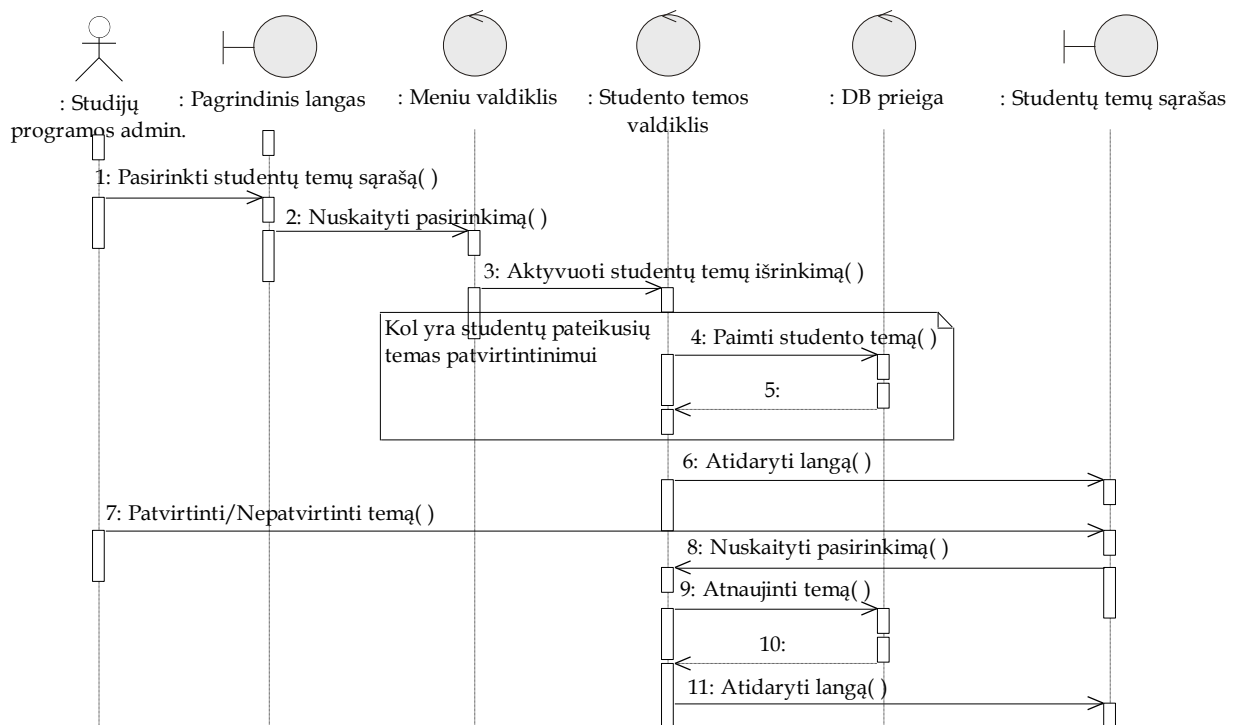 : Studijų
programos admin.
: Pagrindinis langas
: Meniu valdiklis
: Studento temos
valdiklis
: DB prieiga
: Studentų temų sąrašas
1: Pasirinkti studentų temų sąrašą( )
2: Nuskaityti pasirinkimą( )
3: Aktyvuoti studentų temų išrinkimą( )
Kol yra studentų pateikusių
temas patvirtintinimui
4: Paimti studento temą( )
5:
6: Atidaryti langą( )
7: Patvirtinti/Nepatvirtinti temą( )
8: Nuskaityti pasirinkimą( )
9: Atnaujinti temą( )
10:
11: Atidaryti langą( )